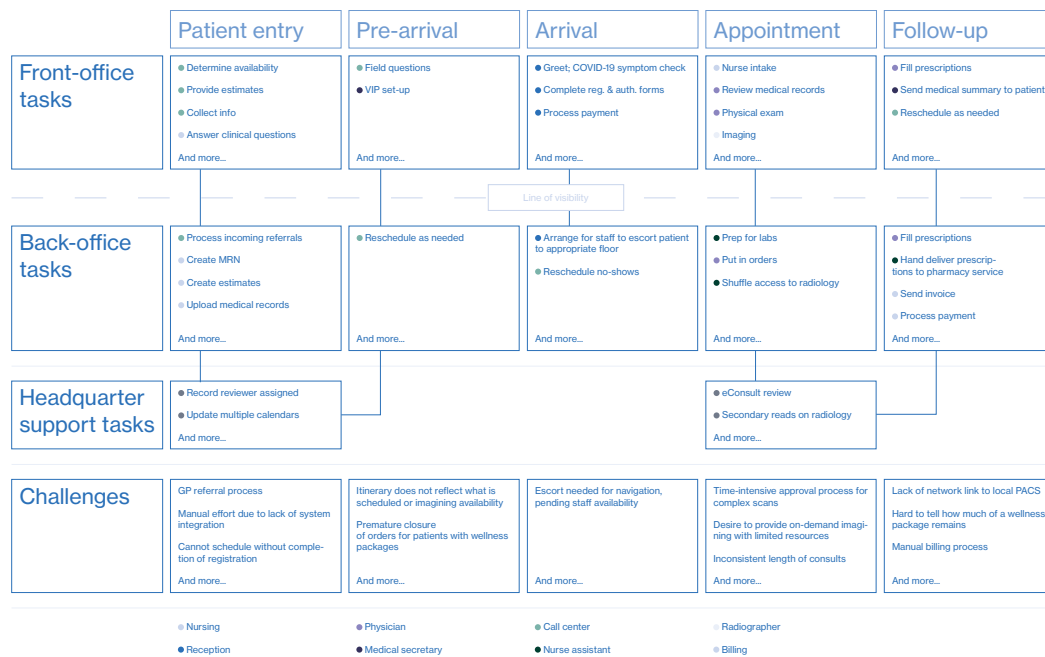 Patient entry
Pre-arrival
Arrival
Appointment
Follow-up
Front-office
tasks
Determine availability
Provide estimates
Collect info
Answer clinical questions
And more...
Field questions
VIP set-up
And more...
Greet; COVID-19 symptom check
Complete reg. & auth. forms
Process payment
And more...
Nurse intake
Review medical records
Physical exam
Imaging
And more...
Fill prescriptions
Send medical summary to patient
Reschedule as needed
And more...
Line of visibility
Back-office
tasks
Process incoming referrals
Create MRN
Create estimates
Upload medical records
And more...
Reschedule as needed
And more...
Arrange for staff to escort patient
to appropriate floor
Reschedule no-shows
And more...
Prep for labs
Put in orders
Shuffle access to radiology
And more...
Fill prescriptions
Hand deliver prescrip-
tions to pharmacy service
Send invoice
Process payment
And more...
Headquarter
support tasks
Record reviewer assigned
Update multiple calendars
And more...
eConsult review
Secondary reads on radiology
And more...
Challenges
GP referral process
Manual effort due to lack of system
integration
Cannot schedule without comple-
tion of registration
And more...
Itinerary does not reflect what is
scheduled or imagining availability
Premature closure
of orders for patients with wellness
packages
And more...
Escort needed for navigation,
pending staff availability
And more...
Time-intensive approval process for
complex scans
Desire to provide on-demand imagi-
ning with limited resources
Inconsistent length of consults
And more...
Lack of network link to local PACS
Hard to tell how much of a wellness
package remains
Manual billing process
And more...
Nursing
Physician
Call center
Radiographer
Reception
Medical secretary
Nurse assistant
Billing